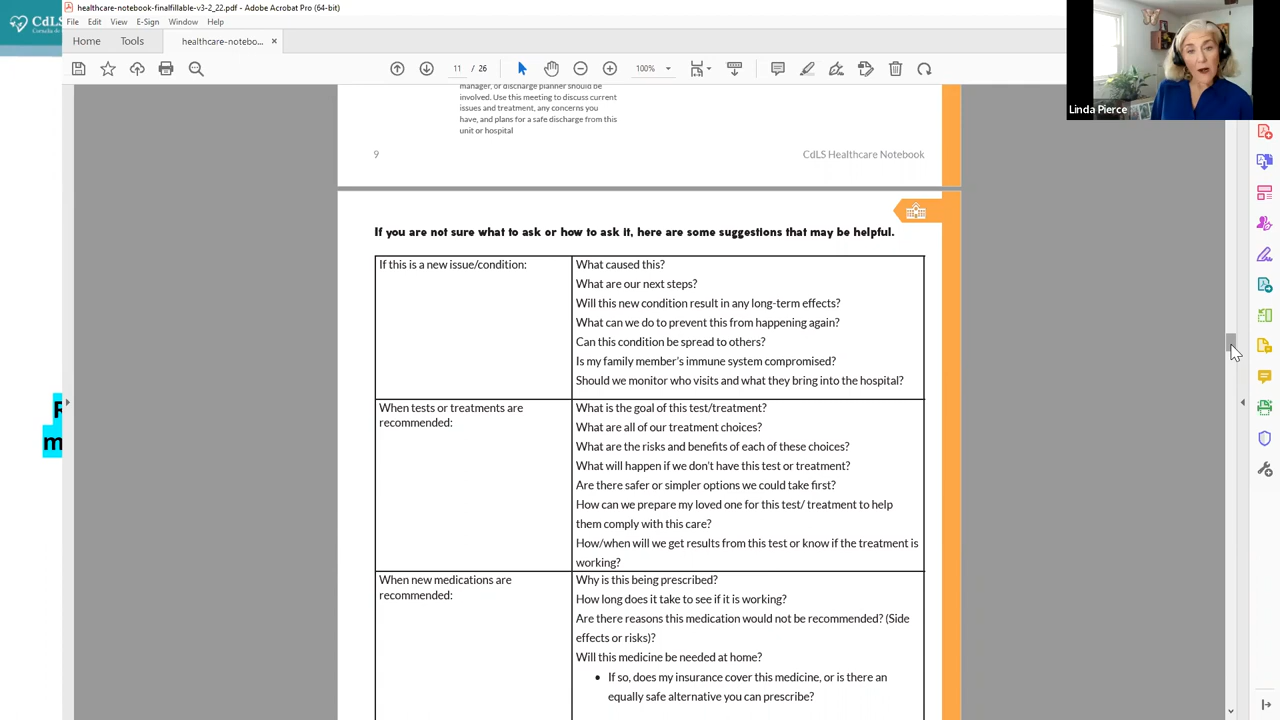 healthcare-notebook-finalfillable-v3-2_22.pdf - Adobe Acrobat Pro (64-bit)
CdLS
File Edit View E-Sign Window Help
Home Tools healthcare-notebo... ×
11 / 26 100%
Linda Pierce
manager, or discharge planner should be
involved. Use this meeting to discuss current
issues and treatment, any concerns you
have, and plans for a safe discharge from this
unit or hospital
9 CdLS Healthcare Notebook
If you are not sure what to ask or how to ask it, here are some suggestions that may be helpful.
If this is a new issue/condition:
What caused this?
What are our next steps?
Will this new condition result in any long-term effects?
What can we do to prevent this from happening again?
Can this condition be spread to others?
Is my family member's immune system compromised?
Should we monitor who visits and what they bring into the hospital?
When tests or treatments are
recommended:
What is the goal of this test/treatment?
What are all of our treatment choices?
What are the risks and benefits of each of these choices?
What will happen if we don't have this test or treatment?
Are there safer or simpler options we could take first?
How can we prepare my loved one for this test/ treatment to help
them comply with this care?
How/when will we get results from this test or know if the treatment is
working?
When new medications are
recommended:
Why is this being prescribed?
How long does it take to see if it is working?
Are there reasons this medication would not be recommended? (Side
effects or risks)?
Will this medicine be needed at home?
• If so, does my insurance cover this medicine, or is there an
equally safe alternative you can prescribe?